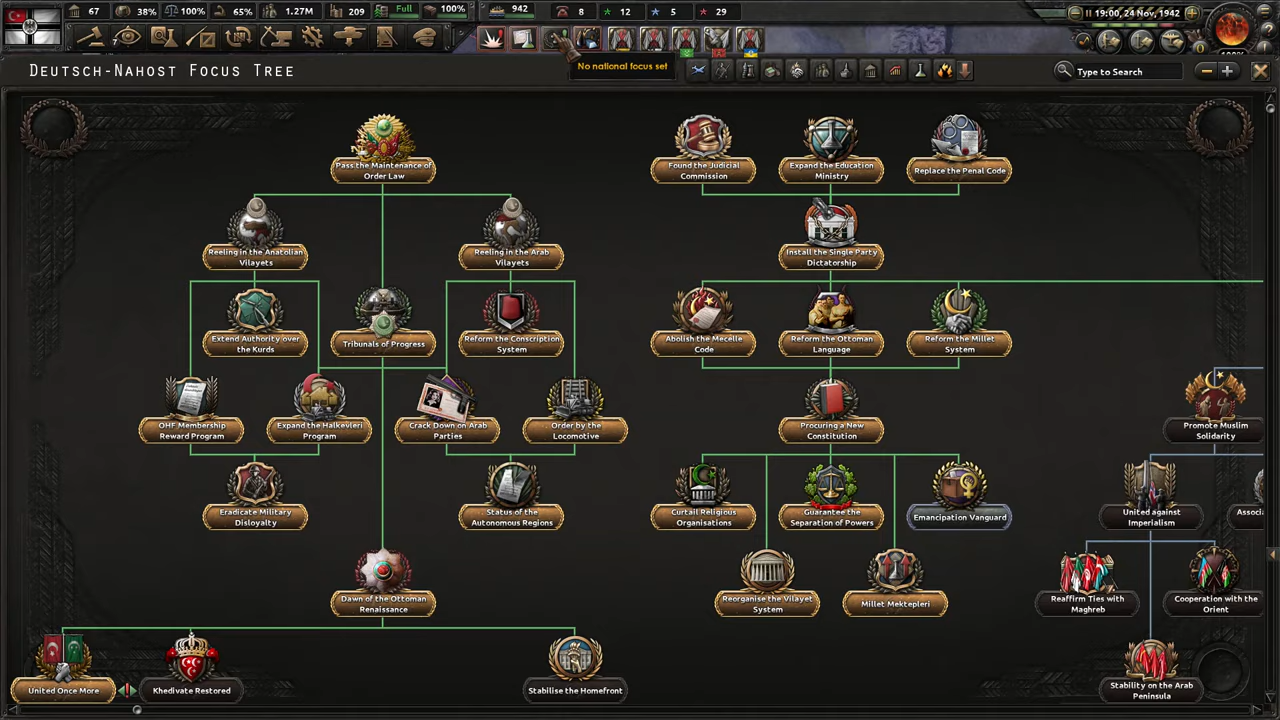 67
38%
100%
65%
1.27M
209
Full
100%
942
8
12
5
29
19:00, 24 Nov, 1942
No national focus set
Deutsch-Nahost Focus Tree
Type to Search
Pass the Maintenance of
Order Law
Found the Judicial
Commission
Expand the Education
Ministry
Replace the Penal Code
Reeling in the Anatolian
Vilayets
Reeling in the Arab
Vilayets
Install the Single Party
Dictatorship
Extend Authority over
the Kurds
Tribunals of Progress
Reform the Conscription
System
Abolish the Mecelle
Code
Reform the Ottoman
Language
Reform the Millet
System
OHF Membership
Reward Program
Expand the Halkevleri
Program
Crack Down on Arab
Parties
Order by the
Locomotive
Procuring a New
Constitution
Promote Muslim
Solidarity
Eradicate Military
Disloyalty
Status of the
Autonomous Regions
Curtail Religious
Organisations
Guarantee the
Separation of Powers
Emancipation Vanguard
United against
Imperialism
Associa
Dawn of the Ottoman
Renaissance
Reorganise the Vilayet
System
Millet Mektepleri
Reaffirm Ties with
Maghreb
Cooperation with the
Orient
United Once More
Khedivate Restored
Stabilise the Homefront
Stability on the Arab
Peninsula